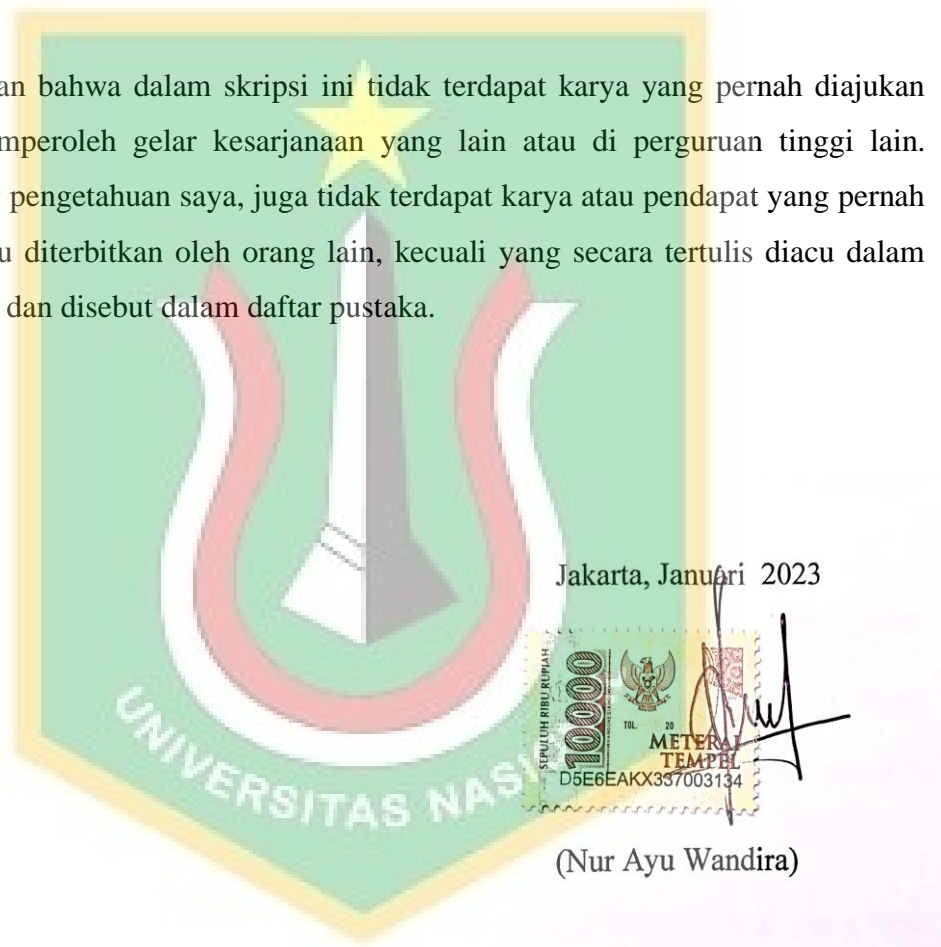 an bahwa dalam skripsi ini tidak terdapat karya yang pernah diajukan
mperoleh gelar kesarjanaan yang lain atau di perguruan tinggi lain.
pengetahuan saya, juga tidak terdapat karya atau pendapat yang pernah
u diterbitkan oleh orang lain, kecuali yang secara tertulis diacu dalam
dan disebut dalam daftar pustaka.
Jakarta, Januari 2023
SEPULUH RIBU RUPIAH
10000
TGL. 20
METERAI
TEMPEL
D5E6EAKX337003134
UNIVERSITAS NASI
(Nur Ayu Wandira)